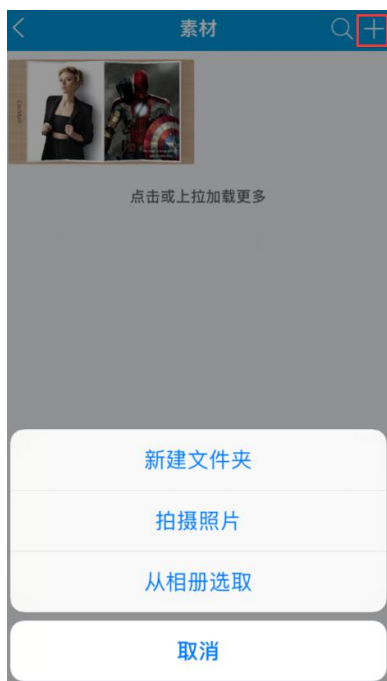 素材
点击或上拉加载更多
新建文件夹
拍摄照片
从相册选取
取消